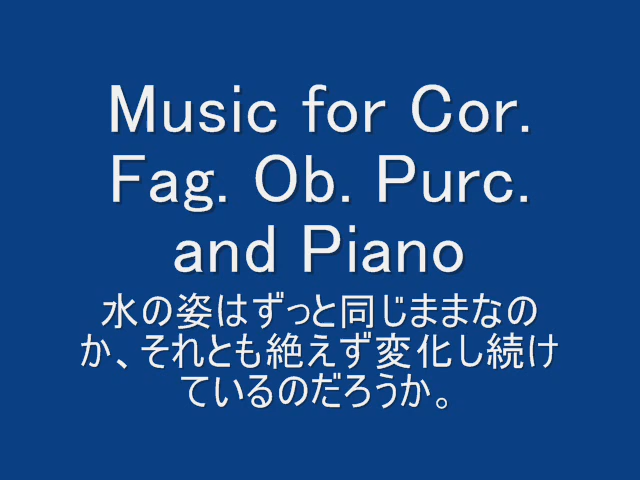 Music for Cor.
Fag. Ob. Purc.
and Piano
水の姿はずっと同じままなの
か、それとも絶えず変化し続け
ているのだろうか。